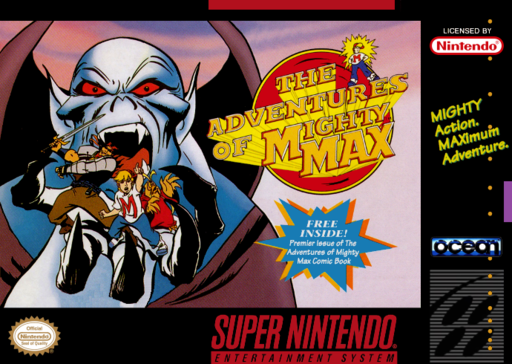 LICENSED BY
Nintendo
THE
ADVENTURES
OF MIGHTY
MAX
MIGHTY
Action.
MAXimum
Adventure.
M
FREE
INSIDE!
Premier Issue of The
Adventures of Mighty
Max Comic Book
ocean
Official
Nintendo
Seal of Quality
SUPER NINTENDO
ENTERTAINMENT SYSTEM